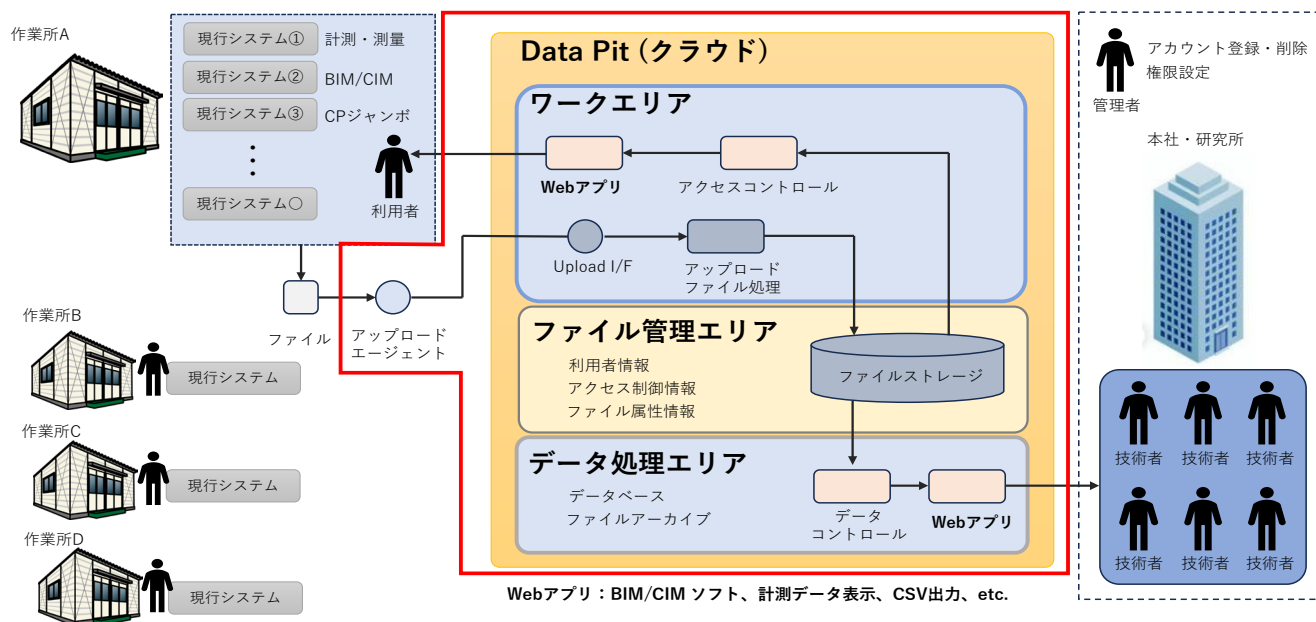 作業所A
現行システム①
計測・測量
現行システム②
BIM/CIM
現行システム③
CPジャンボ
現行システム〇
利用者
ファイル
アップロード
エージェント
作業所B
現行システム
作業所C
現行システム
作業所D
現行システム
Data Pit (クラウド)
ワークエリア
Webアプリ
アクセスコントロール
Upload I/F
アップロード
ファイル処理
ファイル管理エリア
利用者情報
アクセス制御情報
ファイル属性情報
ファイルストレージ
データ処理エリア
データベース
ファイルアーカイブ
データ
コントロール
Webアプリ
Webアプリ：BIM/CIM ソフト、計測データ表示、CSV出力、etc.
アカウント登録・削除
権限設定
管理者
本社・研究所
技術者
技術者
技術者
技術者
技術者
技術者